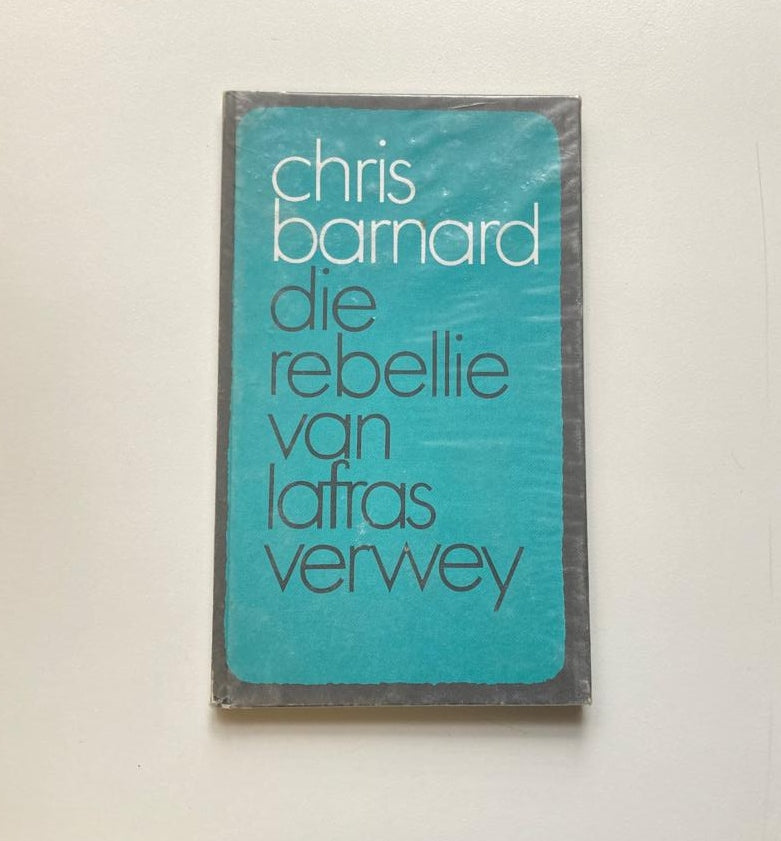 chris
barnard
die
rebellie
van
lafras
verwey